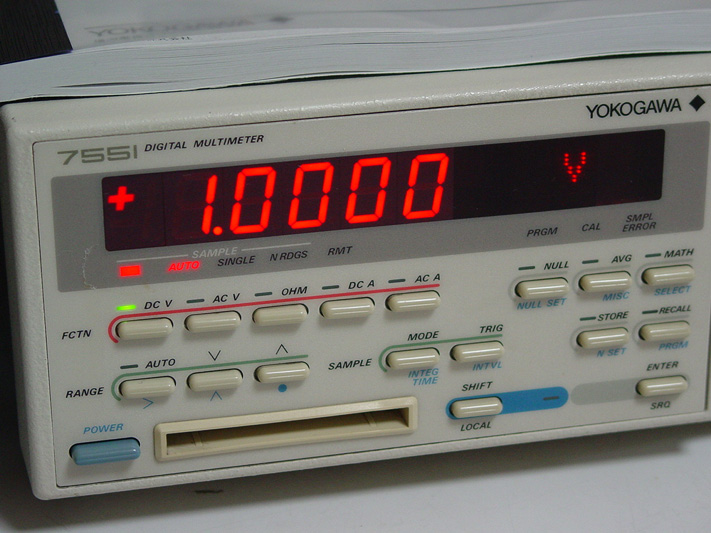 YOKOGAWA
7551 DIGITAL MULTIMETER
+ 1.0000 V
SAMPLE
AUTO SINGLE N RDGS RMT PRGM CAL SMPL ERROR
DC V AC V OHM DC A AC A NULL AVG MATH
FCTN NULL SET MISC SELECT
AUTO MODE TRIG STORE RECALL
SAMPLE N SET PRGM
RANGE INTEG TIME INTVL
SHIFT ENTER
POWER LOCAL SRQ